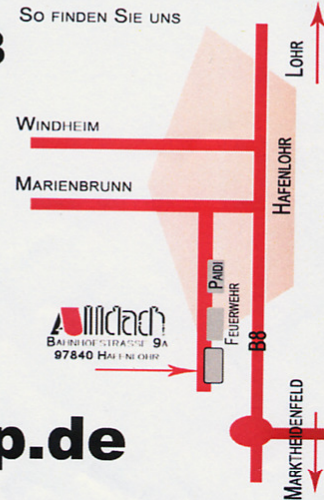 SO FINDEN SIE UNS
LOHR
WINDHEIM
MARIENBRUNN
HAFENLOHR
PAIDI
FEUERWEHR
BAHNHOFSTRASSE 9A
97840 HAFENLOHR
B8
MARKTHEIDENFELD
p.de